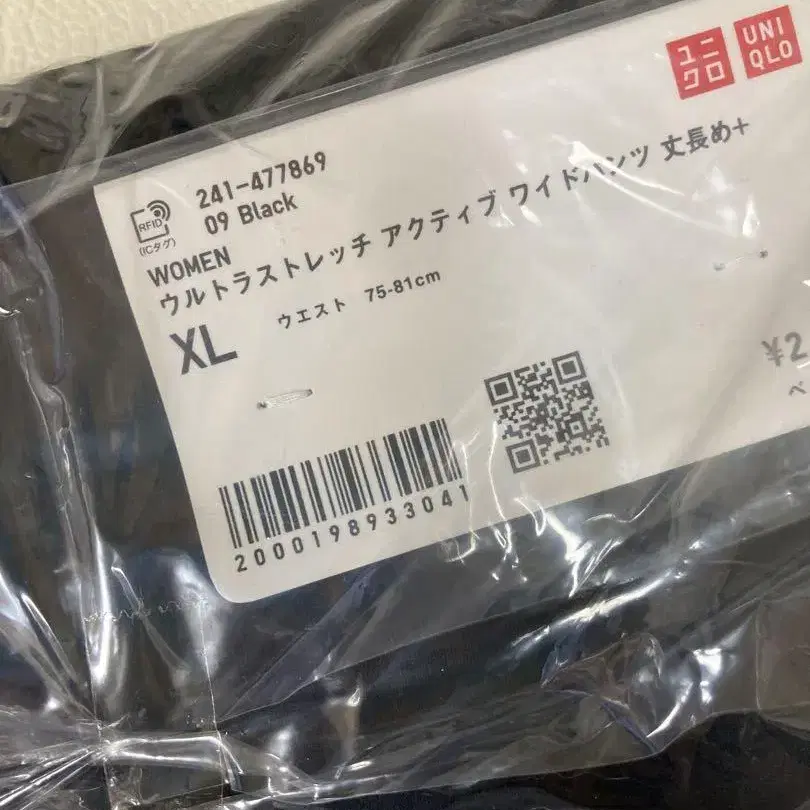 ユニ
クロ
UNI
QLO
241-477869
09 Black
RFID
(ICタグ)
WOMEN
ウルトラストレッチ アクティブ ワイドパンツ 丈長め+
XL
ウエスト 75-81cm
¥2
2000198933041